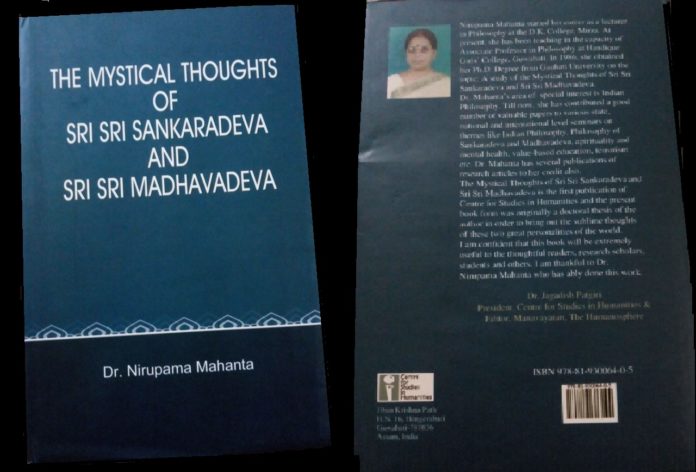 THE MYSTICAL THOUGHTS
OF
SRI SRI SANKARADEVA
AND
SRI SRI MADHAVADEVA
Dr. Nirupama Mahanta
Nirupama Mahanta started her career as a lecturer
in Philosophy at the D.K. College, Mirza. At
present, she has been teaching in the capacity of
Associate Professor in Philosophy at Handique
Girls' College, Guwahati. In 1986, she obtained
her Ph.D. Degree from Gauhati University on the
topic, A study of the Mystical Thoughts of Sri Sri
Sankaradeva and Sri Sri Madhavadeva.
Dr. Mahanta's area of special interest is Indian
Philosophy. Till now, she has contributed a good
number of valuable papers to various state,
national and international level seminars on
themes like Indian Philosophy, Philosophy of
Sankaradeva and Madhavadeva, spirituality and
mental health, value-based education, terrorism
etc. Dr. Mahanta has several publications of
research articles to her credit also.
The Mystical Thoughts of Sri Sri Sankaradeva and
Sri Sri Madhavadeva is the first publication of
Centre for Studies in Humanities and the present
book form was originally a doctoral thesis of the
author in order to bring out the sublime thoughts
of these two great personalities of the world.
I am confident that this book will be extremely
useful to the thoughtful readers, research scholars,
students and others. I am thankful to Dr.
Nirupama Mahanta who has ably done this work.
Dr. Jagadish Patgiri
President, Centre for Studies in Humanities &
Editor, Manavayatan, The Humanosphere
ISBN 978-81-930064-0-5
Centre
for
Studies
in
Humanities
Jiban Krishna Path
H.N. 16, Hengerabari
Guwahati-781036
Assam, India